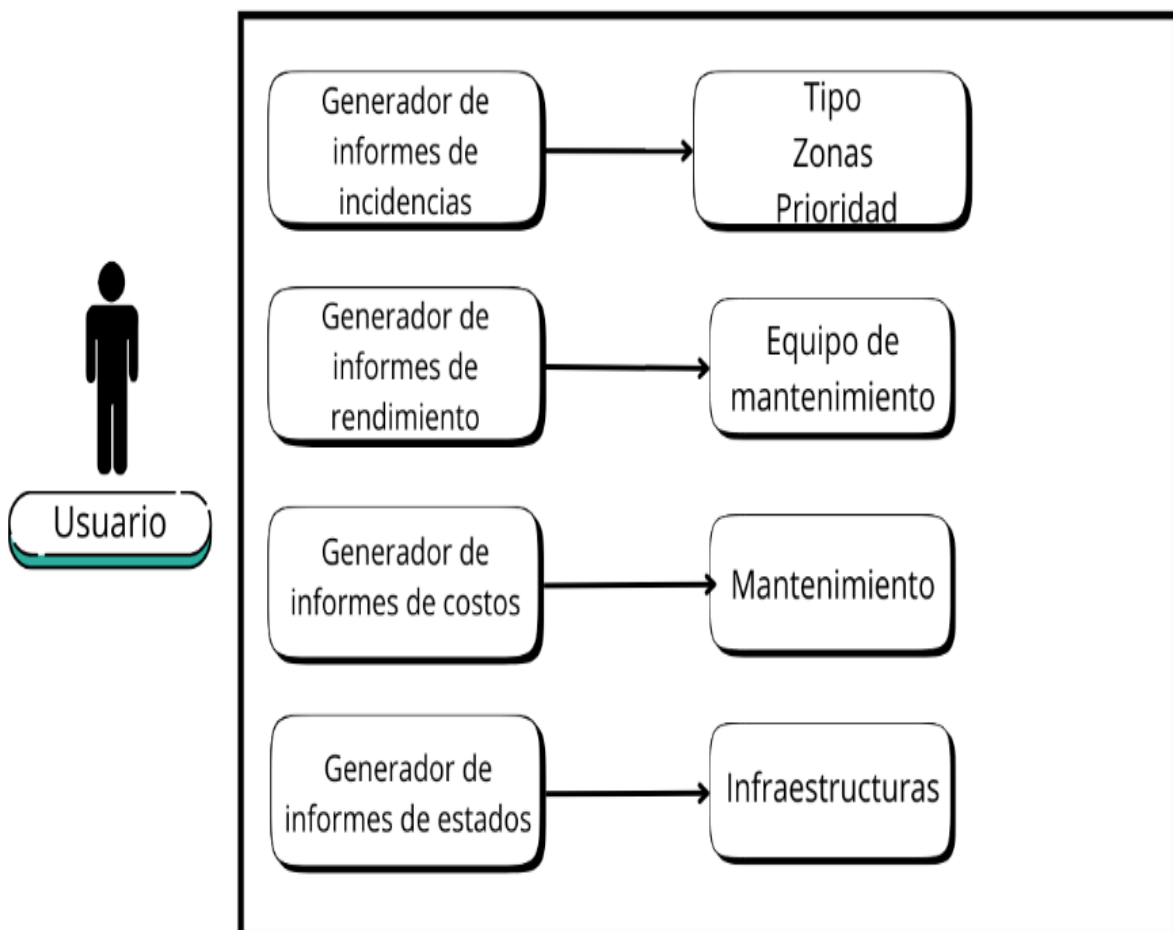 Generador de
informes de
incidencias
Tipo
Zonas
Prioridad
Generador de
informes de
rendimiento
Equipo de
mantenimiento
Usuario
Generador de
informes de costos
Mantenimiento
Generador de
informes de estados
Infraestructuras